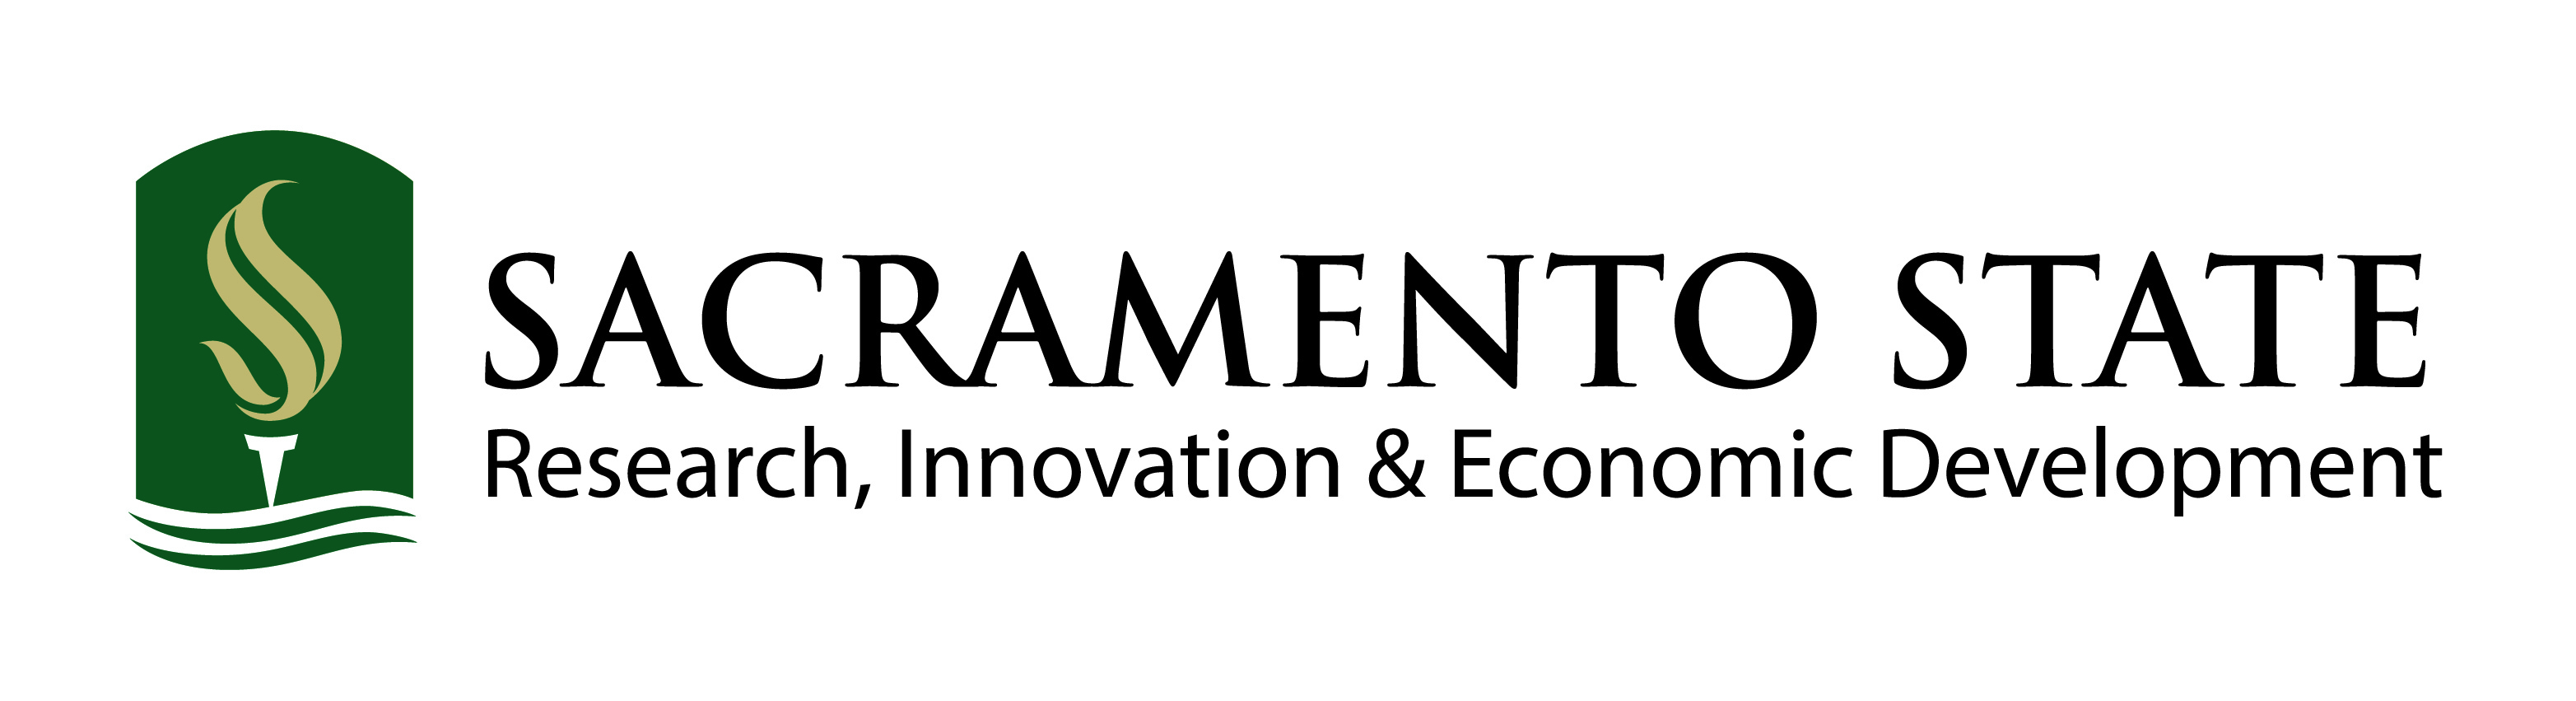 SACRAMENTO STATE
Research, Innovation & Economic Development